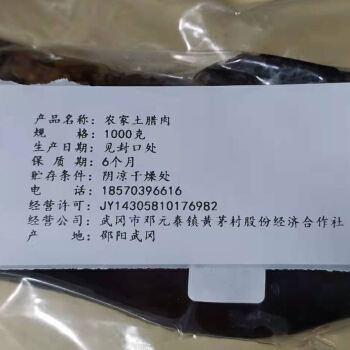 产品名称：农家土腊肉
规　　格：1000克
生产日期：见封口处
保 质 期：6个月
贮存条件：阴凉干燥处
电　　话：18570396616
经营许可：JY14305810176982
经营公司：武冈市邓元泰镇黄茅村股份经济合作社
产　　地：邵阳武冈